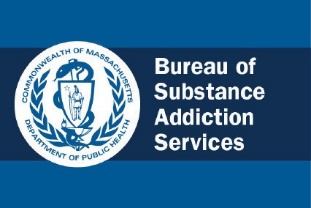 COMMONWEALTH OF MASSACHUSETTS
DEPARTMENT OF PUBLIC HEALTH
Bureau of
Substance
Addiction
Services